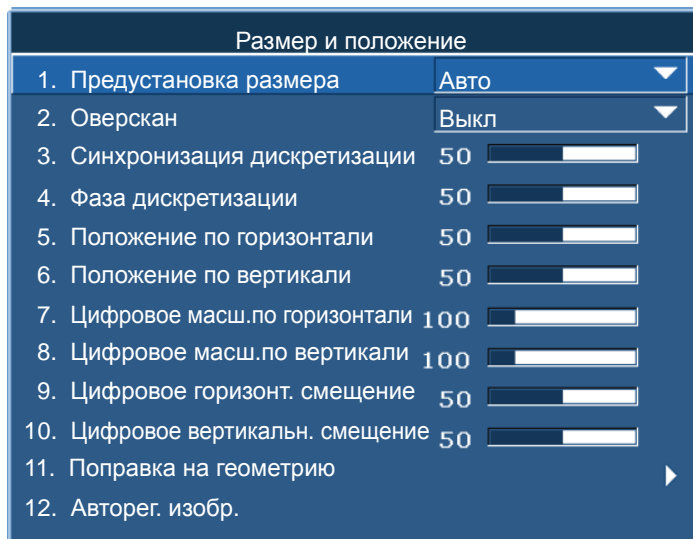 Размер и положение
1. Предустановка размера Авто
2. Оверскан Выкл
3. Синхронизация дискретизации 50
4. Фаза дискретизации 50
5. Положение по горизонтали 50
6. Положение по вертикали 50
7. Цифровое масш.по горизонтали 100
8. Цифровое масш.по вертикали 100
9. Цифровое горизонт. смещение 50
10. Цифровое вертикальн. смещение 50
11. Поправка на геометрию
12. Авторег. изобр.